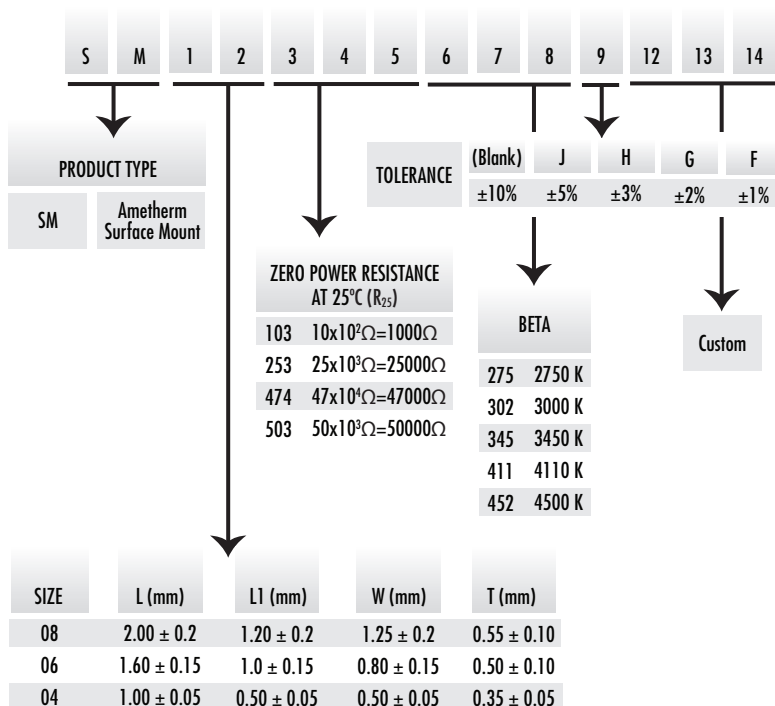 S M 1 2 3 4 5 6 7 8 9 12 13 14
PRODUCT TYPE
SM Ametherm Surface Mount
TOLERANCE (Blank) J H G F
±10% ±5% ±3% ±2% ±1%
ZERO POWER RESISTANCE
AT 25°C (R₂₅)
103 10x10²Ω=1000Ω
253 25x10³Ω=25000Ω
474 47x10⁴Ω=47000Ω
503 50x10³Ω=50000Ω
BETA
275 2750 K
302 3000 K
345 3450 K
411 4110 K
452 4500 K
Custom
SIZE L (mm) L1 (mm) W (mm) T (mm)
08 2.00 ± 0.2 1.20 ± 0.2 1.25 ± 0.2 0.55 ± 0.10
06 1.60 ± 0.15 1.0 ± 0.15 0.80 ± 0.15 0.50 ± 0.10
04 1.00 ± 0.05 0.50 ± 0.05 0.50 ± 0.05 0.35 ± 0.05